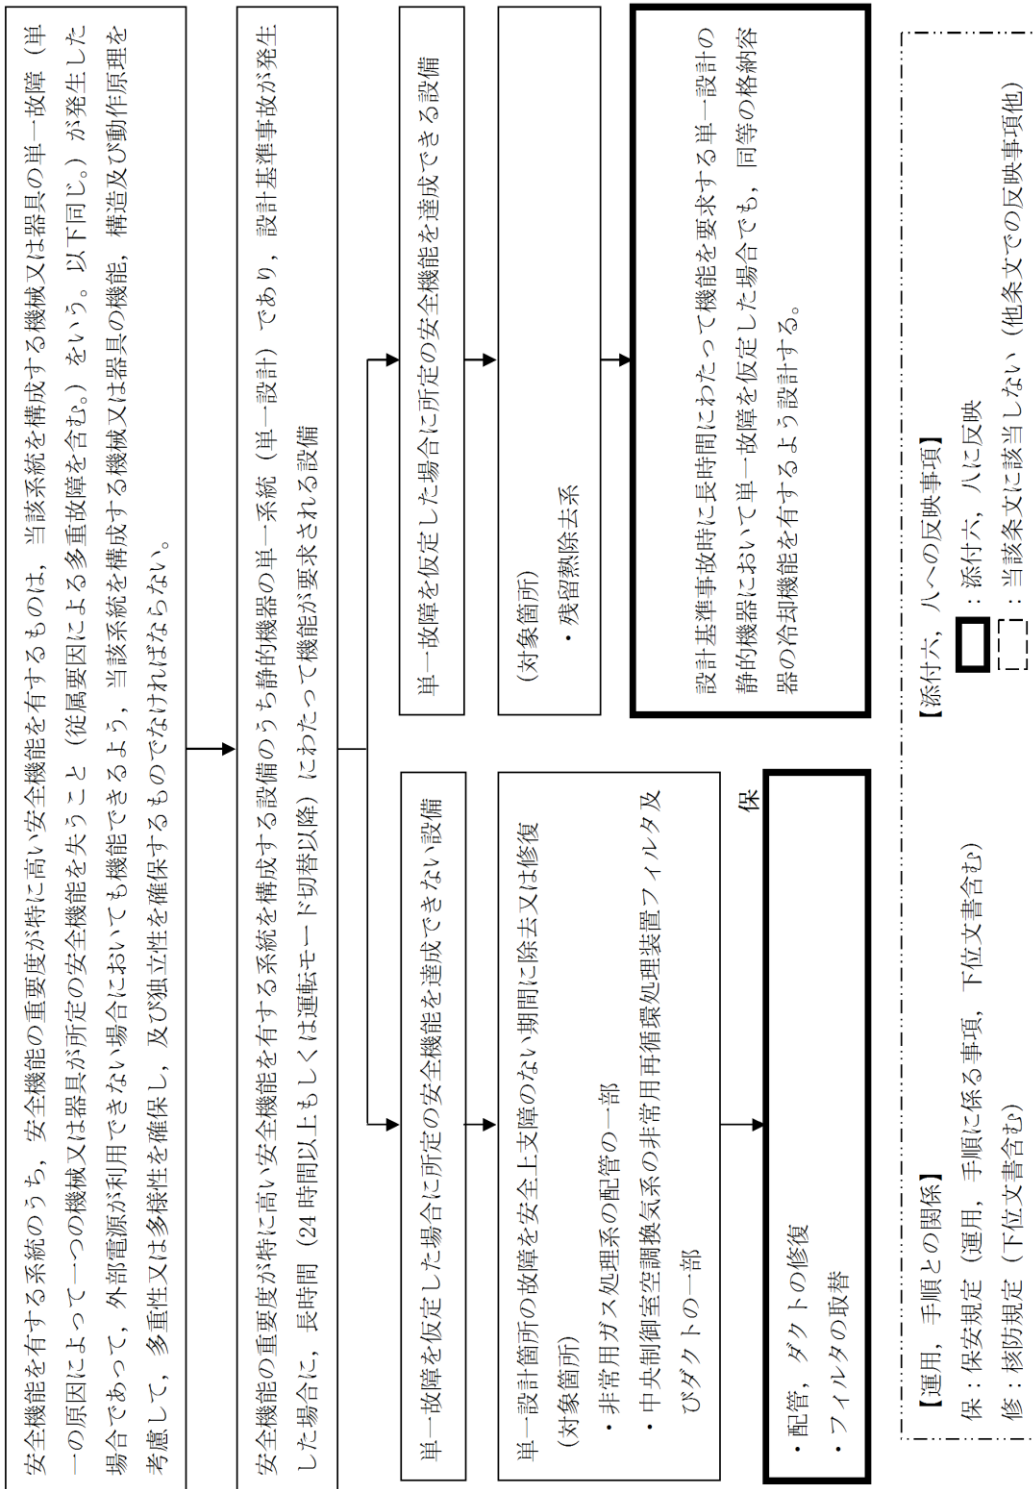 安全機能を有する系統のうち，安全機能の重要度が特に高い安全機能を有するものは，当該系統を構成する機械又は器具の単一故障（単
一の原因によって一つの機械又は器具が所定の安全機能を失うこと（従属要因による多重故障を含む。）をいう。以下同じ。）が発生した
場合であって，外部電源が利用できない場合においても機能できるよう，当該系統を構成する機械又は器具の機能，構造及び動作原理を
考慮して，多重性又は多様性を確保し，及び独立性を確保するものでなければならない。
安全機能の重要度が特に高い安全機能を有する系統を構成する設備のうち静的機器の単一系統（単一設計）であり，設計基準事故が発生
した場合に，長時間（24 時間以上もしくは運転モード切替以降）にわたって機能が要求される設備
単一故障を仮定した場合に所定の安全機能を達成できない設備
単一設計箇所の故障を安全上支障のない期間に除去又は修復
(対象箇所)
・非常用ガス処理系の配管の一部
・中央制御室空調換気系の非常用再循環処理装置フィルタ及
びダクトの一部
保
・配管，ダクトの修復
・フィルタの取替
単一故障を仮定した場合に所定の安全機能を達成できる設備
(対象箇所)
・残留熱除去系
設計基準事故時に長時間にわたって機能を要求する単一設計の
静的機器において単一故障を仮定した場合でも，同等の格納容
器の冷却機能を有するよう設計する。
【運用，手順との関係】
保：保安規定（運用，手順に係る事項，下位文書含む）
修：核防規定（下位文書含む）
【添付六，八への反映事項】
：添付六，八に反映
：当該条文に該当しない（他条文での反映事項他）